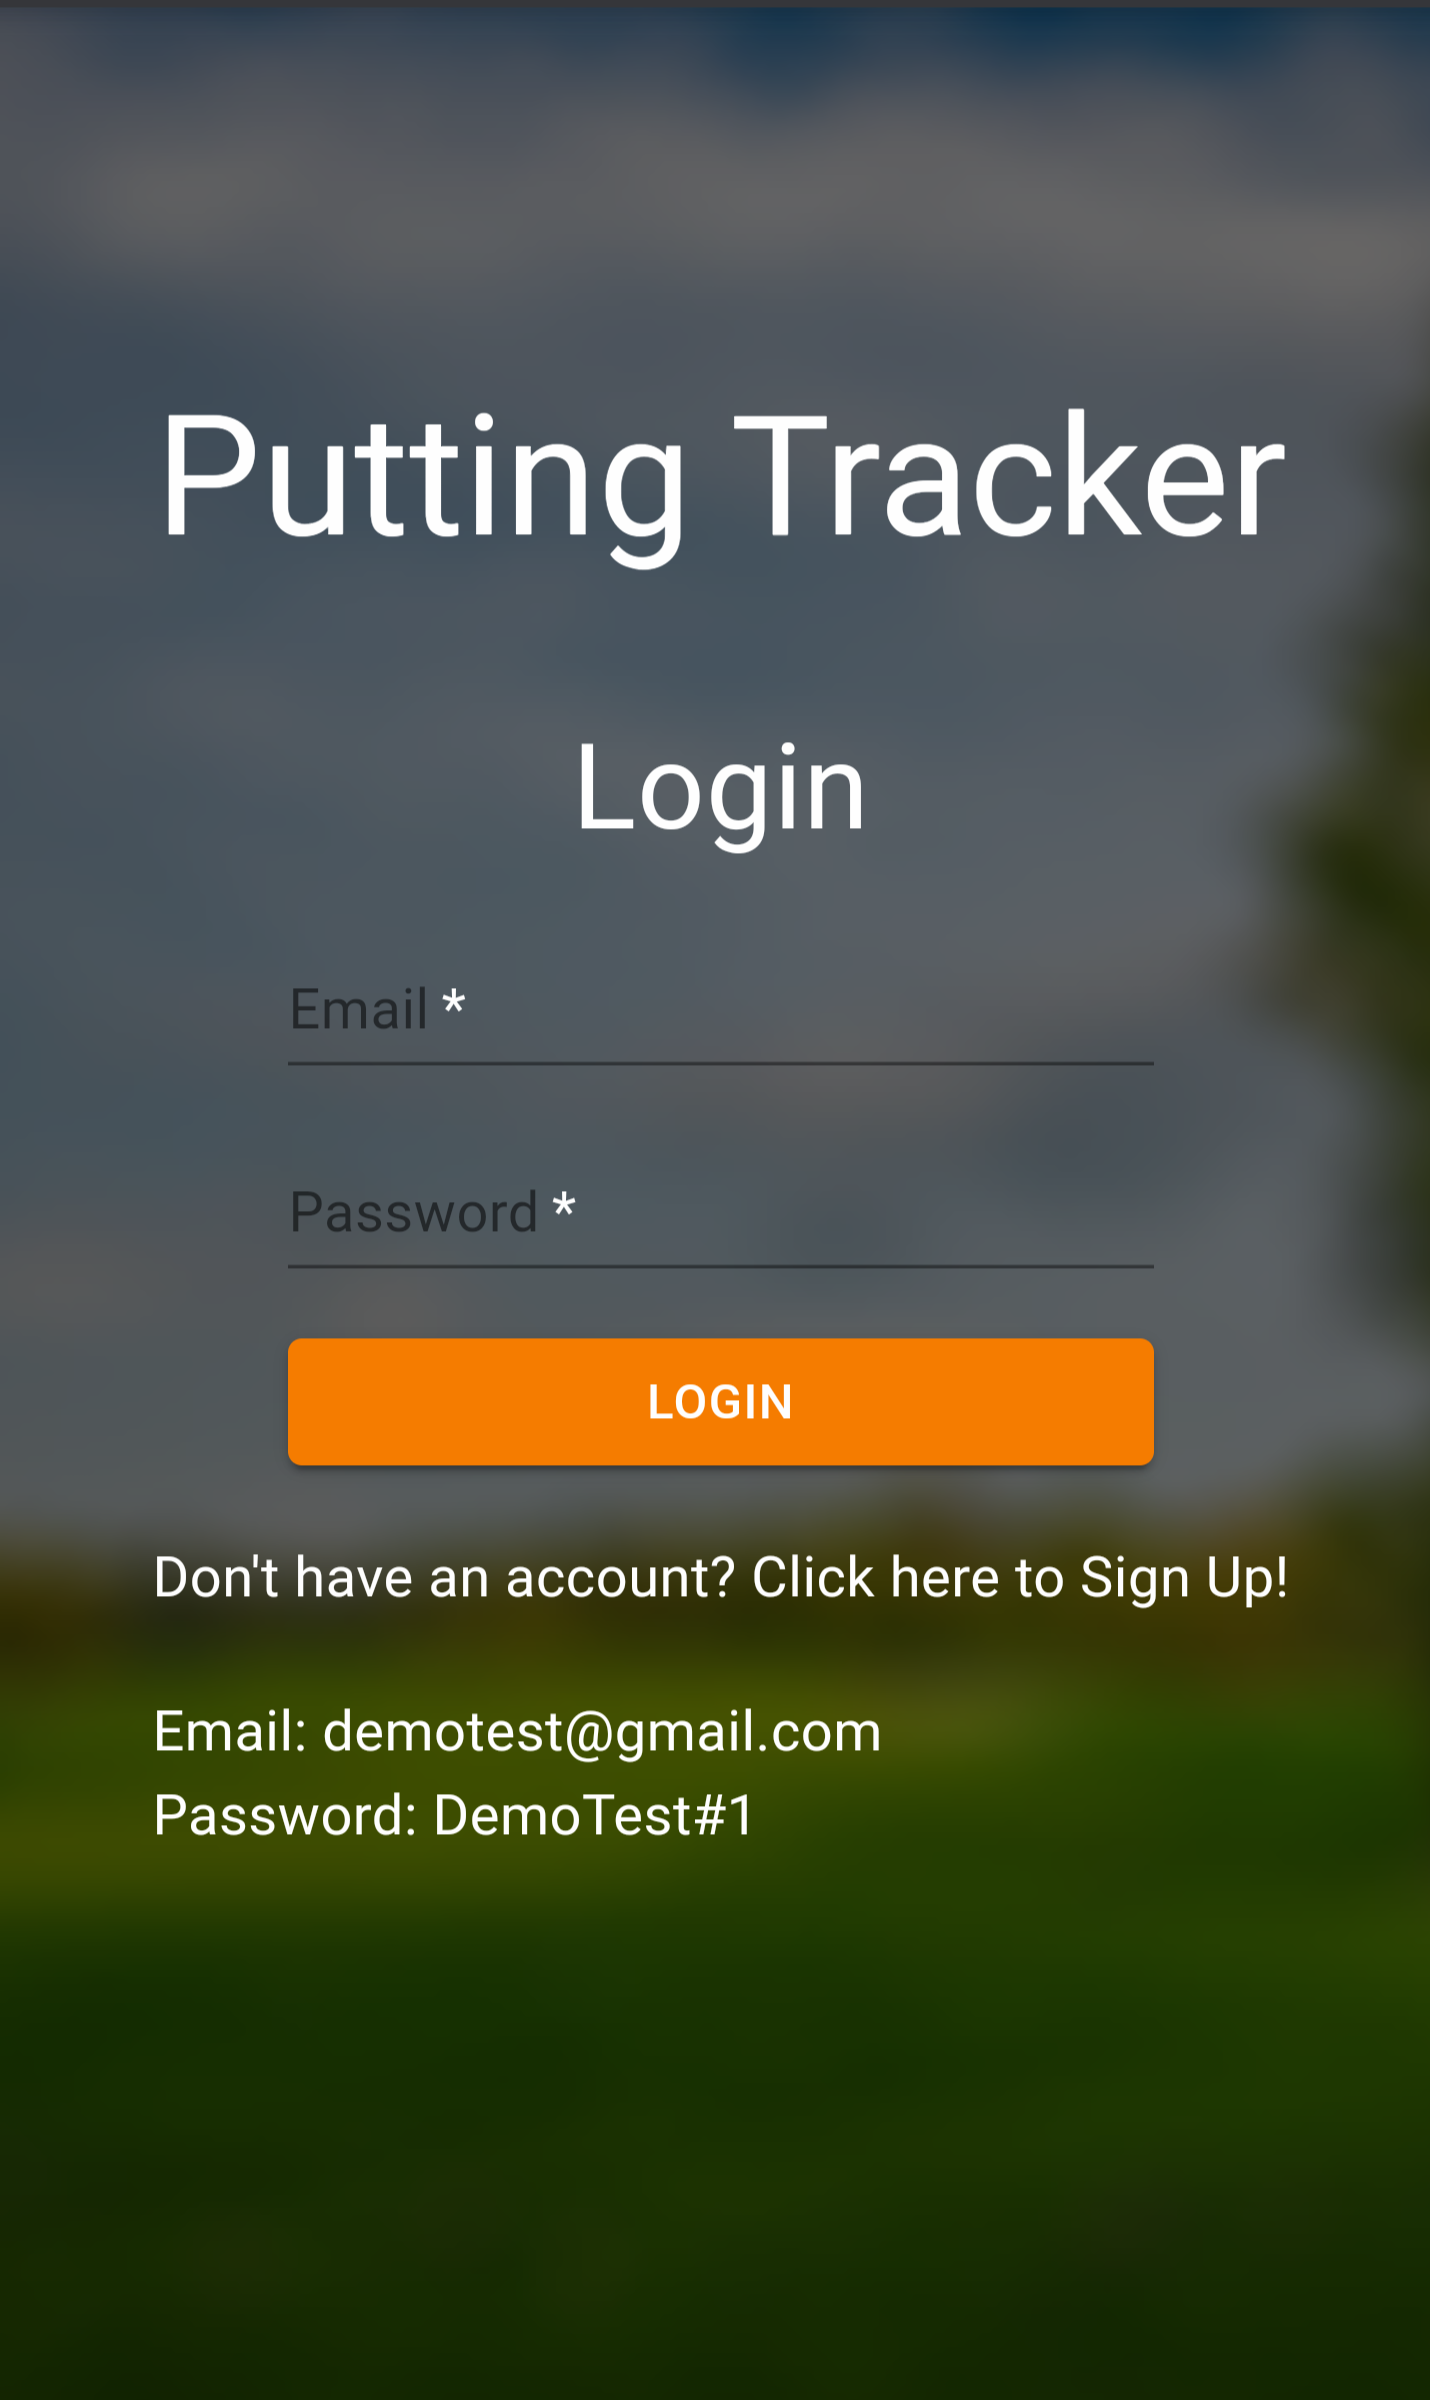 Putting Tracker
Login
Email *
Password *
LOGIN
Don't have an account? Click here to Sign Up!
Email: demotest@gmail.com
Password: DemoTest#1